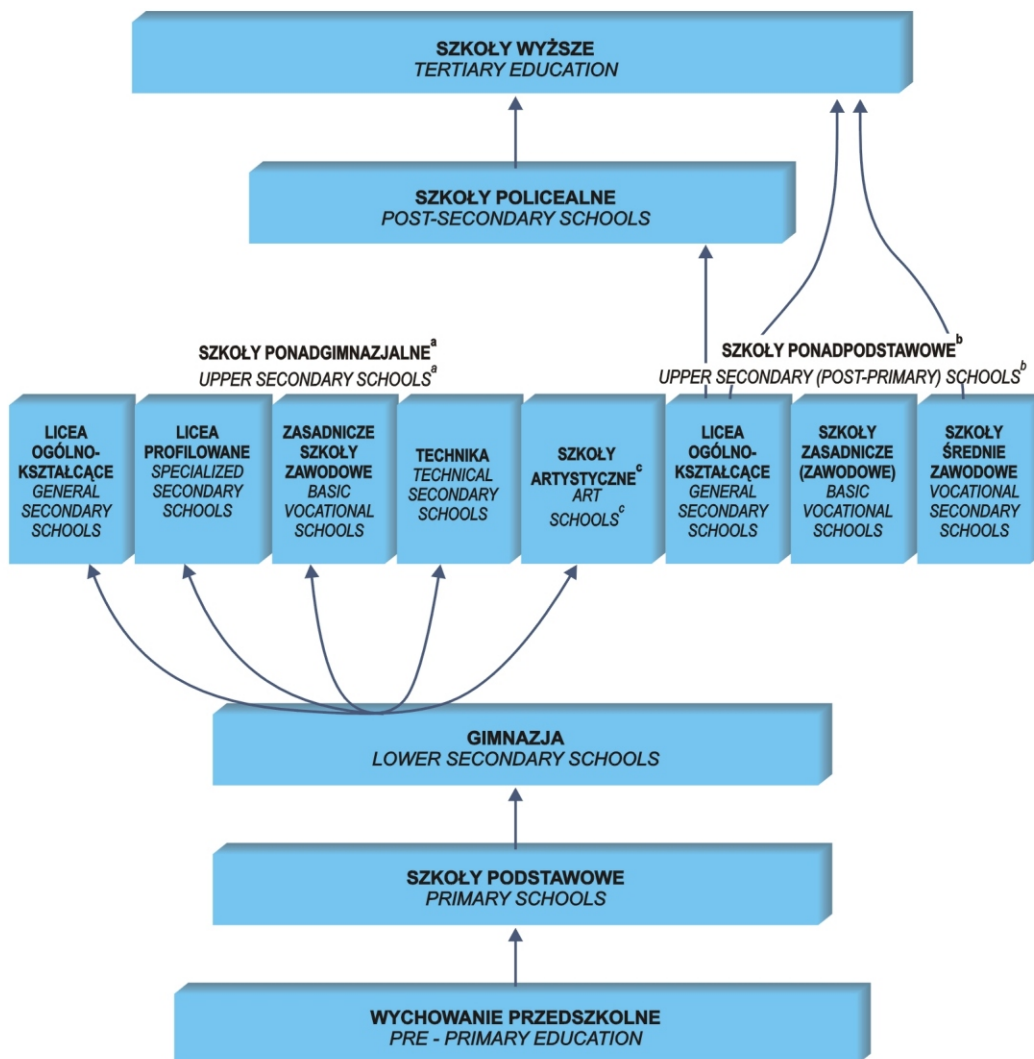 SZKOŁY WYŻSZE
TERTIARY EDUCATION
SZKOŁY POLICEALNE
POST-SECONDARY SCHOOLS
SZKOŁY PONADGIMNAZJALNE a
UPPER SECONDARY SCHOOLS a
SZKOŁY PONADPODSTAWOWE b
UPPER SECONDARY (POST-PRIMARY) SCHOOLS b
LICEA
OGÓLNO-
KSZTAŁCĄCE
GENERAL
SECONDARY
SCHOOLS
LICEA
PROFILOWANE
SPECIALIZED
SECONDARY
SCHOOLS
ZASADNICZE
SZKOŁY
ZAWODOWE
BASIC
VOCATIONAL
SCHOOLS
TECHNIKA
TECHNICAL
SECONDARY
SCHOOLS
SZKOŁY
ARTYSTYCZNE c
ART
SCHOOLS c
LICEA
OGÓLNO-
KSZTAŁCĄCE
GENERAL
SECONDARY
SCHOOLS
SZKOŁY
ZASADNICZE
(ZAWODOWE)
BASIC
VOCATIONAL
SCHOOLS
SZKOŁY
ŚREDNIE
ZAWODOWE
VOCATIONAL
SECONDARY
SCHOOLS
GIMNAZJA
LOWER SECONDARY SCHOOLS
SZKOŁY PODSTAWOWE
PRIMARY SCHOOLS
WYCHOWANIE PRZEDSZKOLNE
PRE - PRIMARY EDUCATION